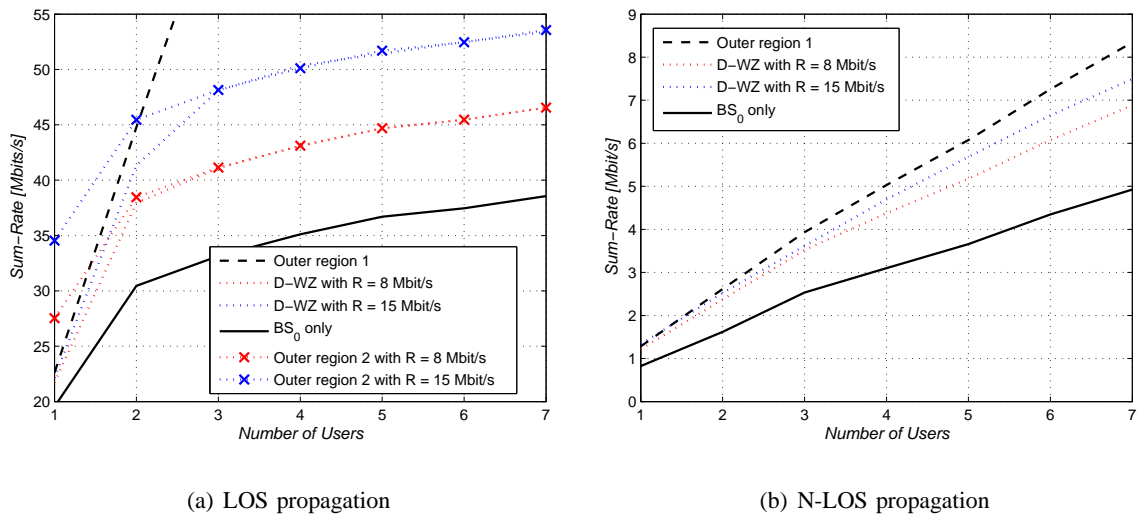 55
50
45
40
35
30
25
20
1
2
3
4
5
6
7
Number of Users
Sum−Rate [Mbits/s]
Outer region 1
D−WZ with R = 8 Mbit/s
D−WZ with R = 15 Mbit/s
BS0 only
Outer region 2 with R = 8 Mbit/s
Outer region 2 with R = 15 Mbit/s
(a) LOS propagation
9
8
7
6
5
4
3
2
1
0
1
2
3
4
5
6
7
Number of Users
Sum−Rate [Mbit/s]
Outer region 1
D−WZ with R = 8 Mbit/s
D−WZ with R = 15 Mbit/s
BS0 only
(b) N-LOS propagation